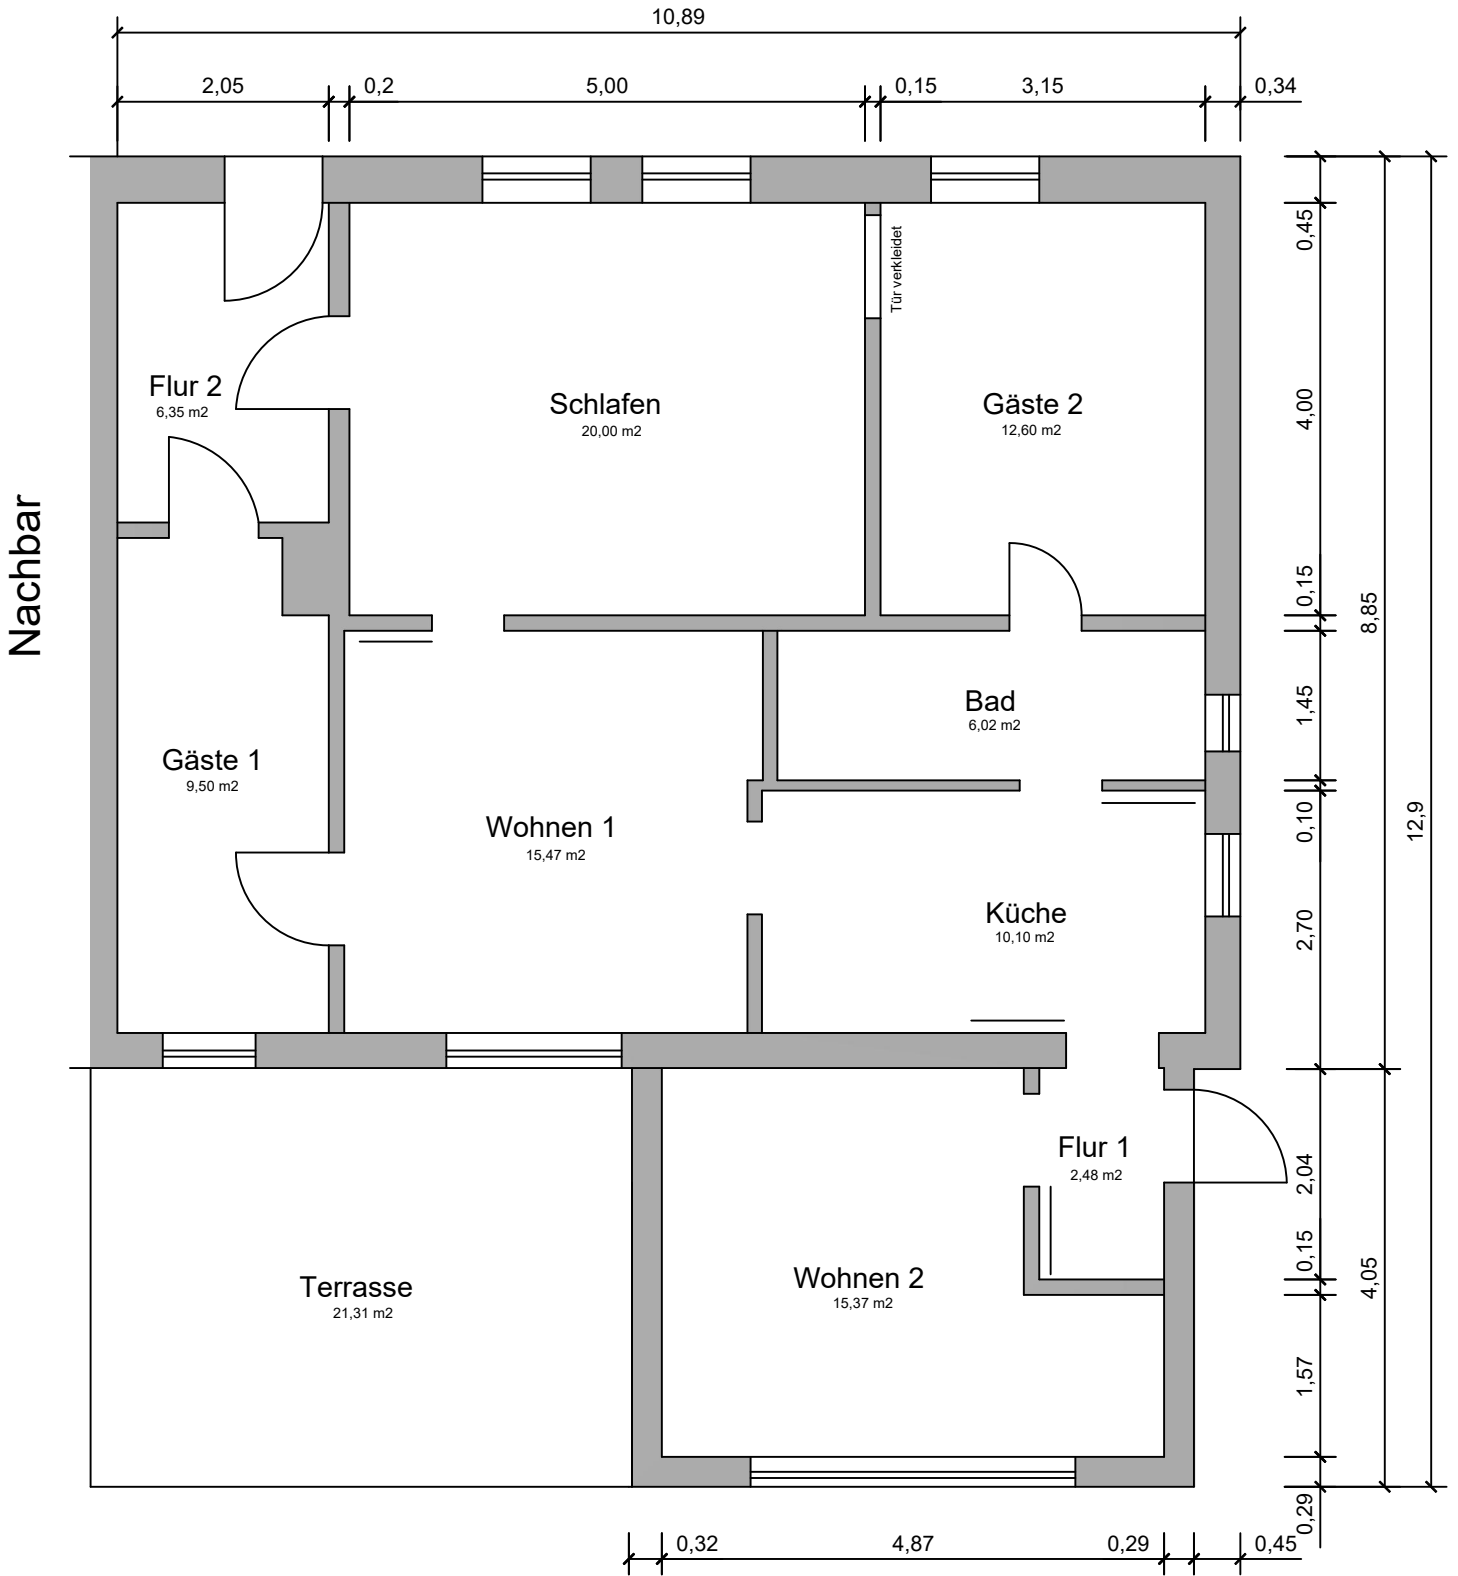 10,89
2,05
0,2
5,00
0,15
3,15
0,34
Tür verkleidet
Flur 2
6,35 m2
Schlafen
20,00 m2
Gäste 2
12,60 m2
Nachbar
Gäste 1
9,50 m2
Bad
6,02 m2
Wohnen 1
15,47 m2
Küche
10,10 m2
Flur 1
2,48 m2
Terrasse
21,31 m2
Wohnen 2
15,37 m2
0,45
4,00
0,15
1,45
0,10
2,70
2,04
0,15
1,57
0,29
8,85
4,05
12,9
0,32
4,87
0,29
0,45